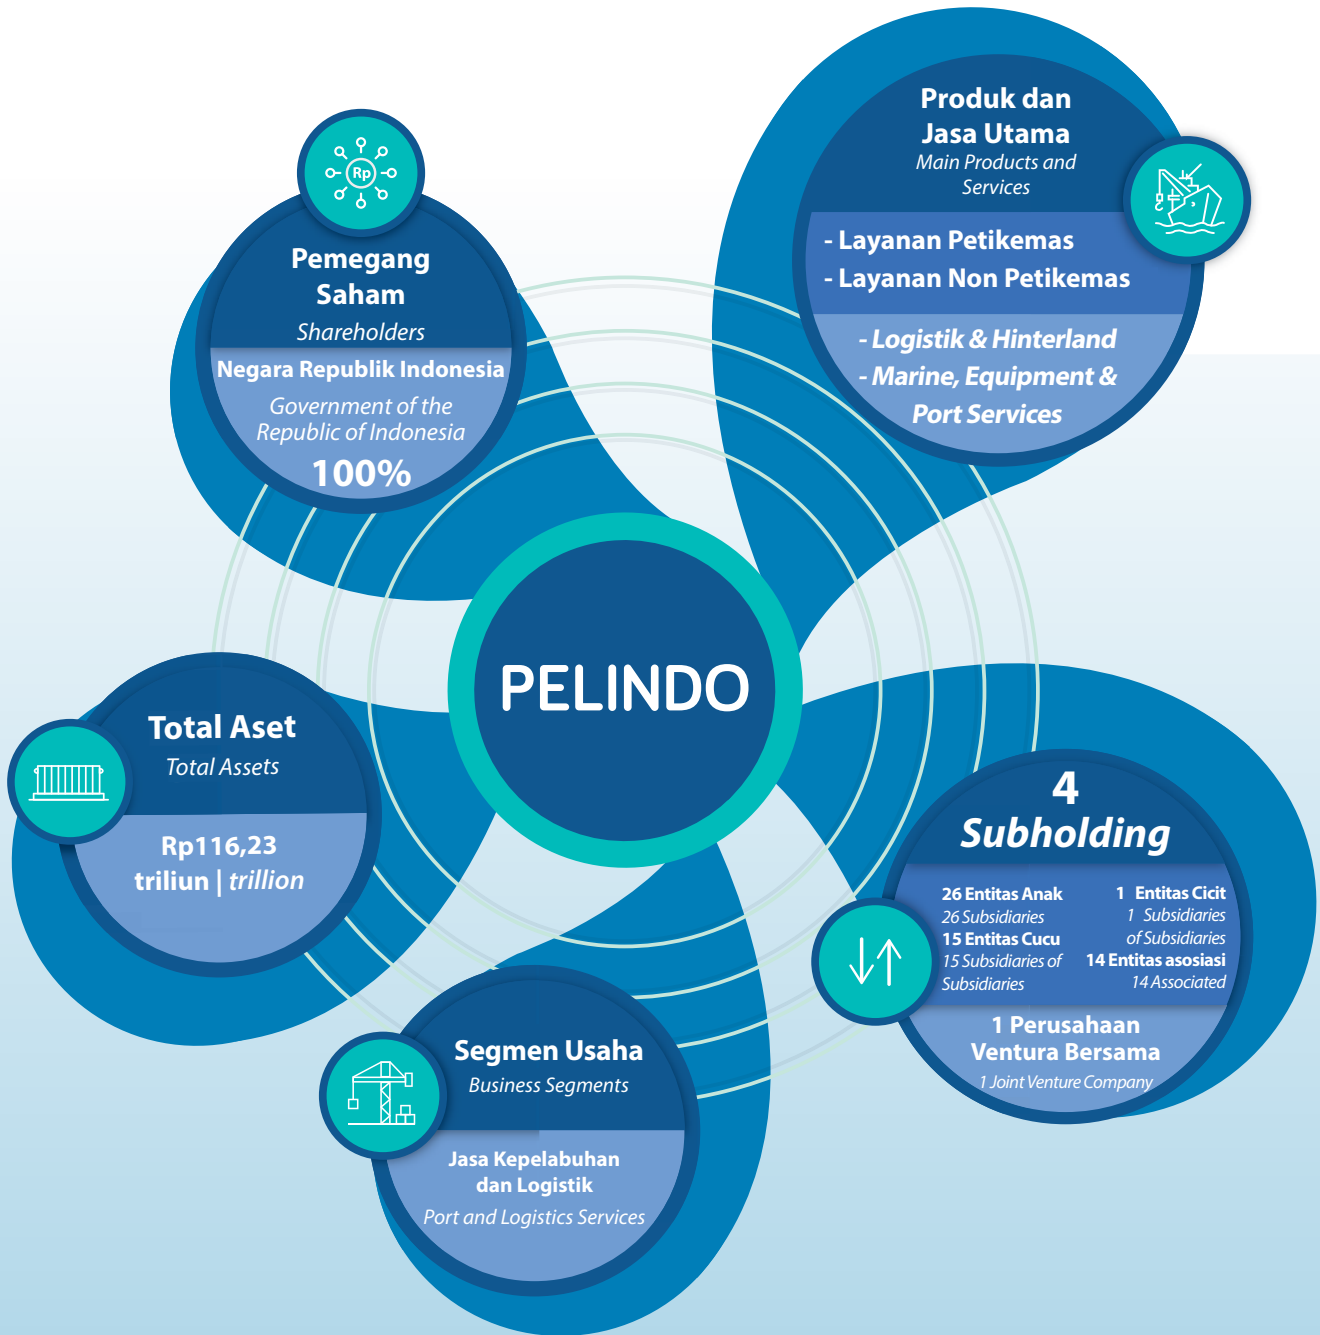 Produk dan
Jasa Utama
Main Products and
Services
- Layanan Petikemas
- Layanan Non Petikemas
- Logistik & Hinterland
- Marine, Equipment &
Port Services
Rp
Pemegang
Saham
Shareholders
Negara Republik Indonesia
Government of the
Republic of Indonesia
100%
PELINDO
Total Aset
Total Assets
Rp116,23
triliun | trillion
4
Subholding
26 Entitas Anak
26 Subsidiaries
15 Entitas Cucu
15 Subsidiaries of
Subsidiaries
1 Entitas Cicit
1 Subsidiaries
of Subsidiaries
14 Entitas asosiasi
14 Associated
1 Perusahaan
Ventura Bersama
1 Joint Venture Company
Segmen Usaha
Business Segments
Jasa Kepelabuhan
dan Logistik
Port and Logistics Services